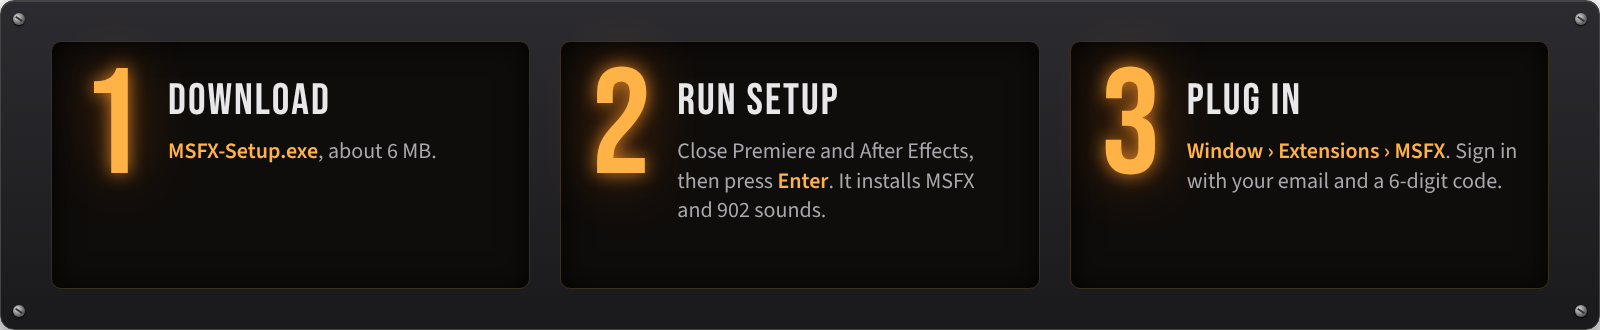 1
DOWNLOAD
MSFX-Setup.exe, about 6 MB.
2
RUN SETUP
Close Premiere and After Effects,
then press Enter. It installs MSFX
and 902 sounds.
3
PLUG IN
Window › Extensions › MSFX. Sign in
with your email and a 6-digit code.